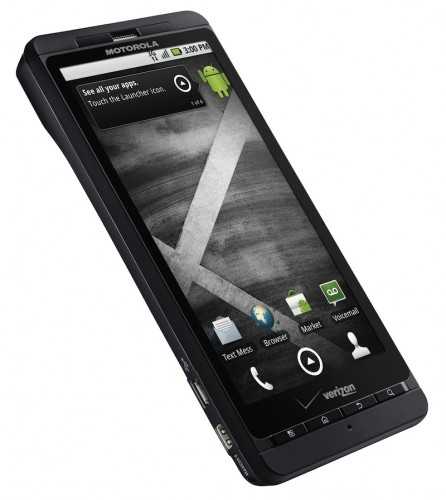 MOTOROLA
3G
3:00 PM
See all your apps.
Touch the Launcher icon.
1 of 6
Text Mess
Browser
Market
Voicemail
verizon